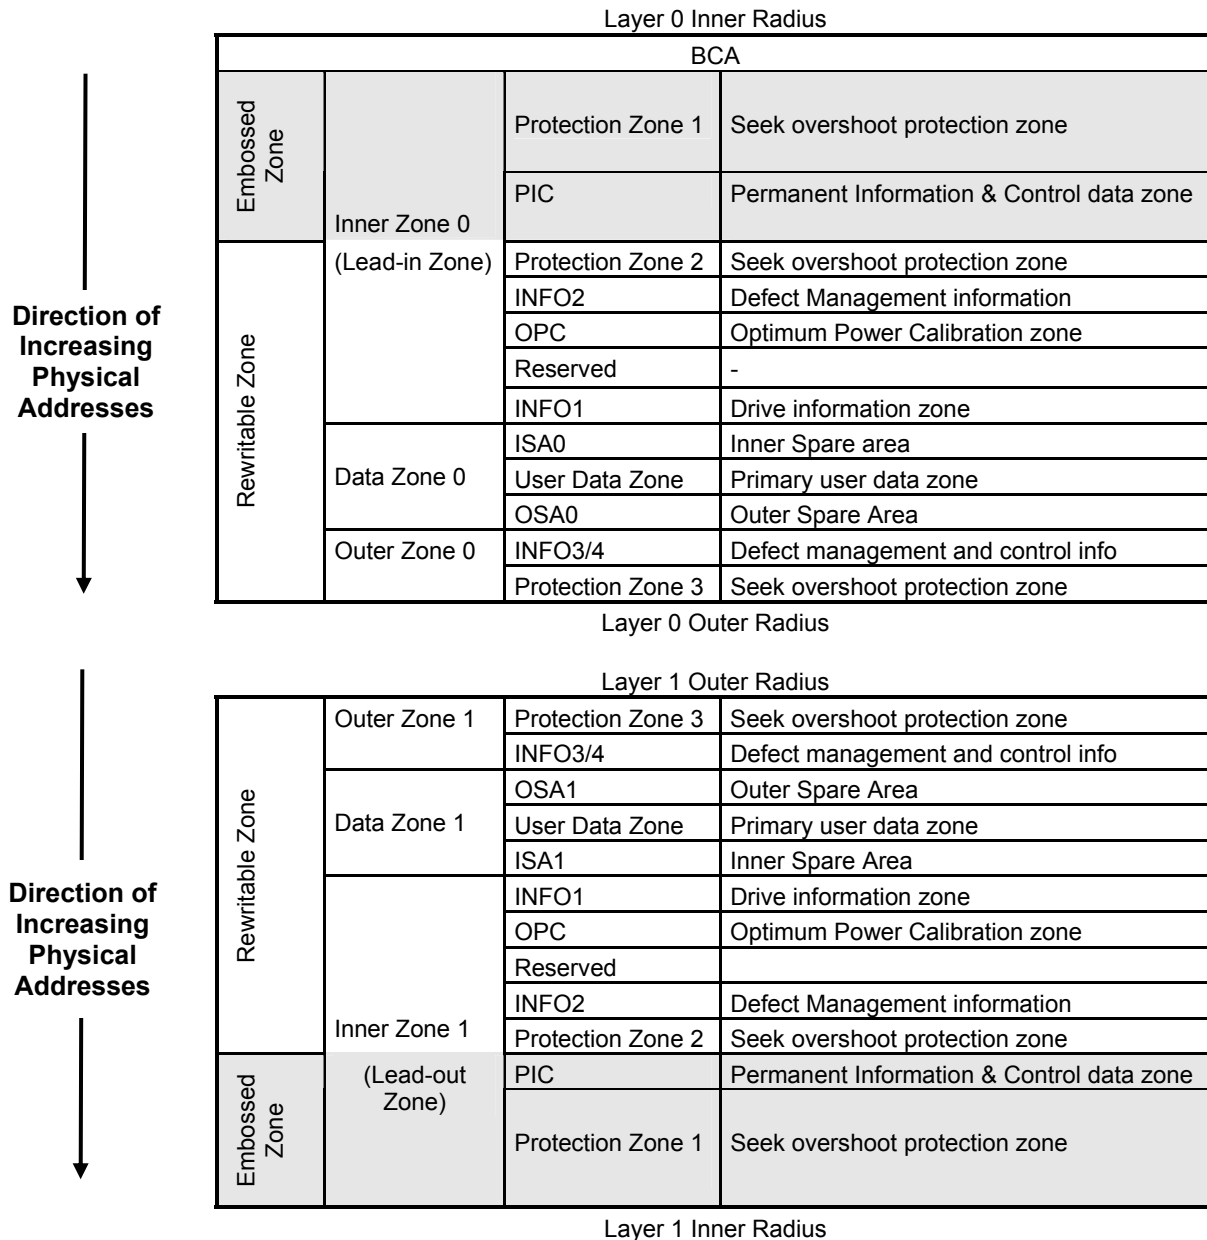 Layer 0 Inner Radius
BCA
Embossed
Zone
Protection Zone 1 Seek overshoot protection zone
PIC Permanent Information & Control data zone
Inner Zone 0
(Lead-in Zone) Protection Zone 2 Seek overshoot protection zone
INFO2 Defect Management information
Direction of
Increasing
Physical
Addresses
Rewritable Zone
OPC Optimum Power Calibration zone
Reserved -
INFO1 Drive information zone
ISA0 Inner Spare area
Data Zone 0 User Data Zone Primary user data zone
OSA0 Outer Spare Area
Outer Zone 0 INFO3/4 Defect management and control info
Protection Zone 3 Seek overshoot protection zone
Layer 0 Outer Radius
Layer 1 Outer Radius
Outer Zone 1 Protection Zone 3 Seek overshoot protection zone
INFO3/4 Defect management and control info
Rewritable Zone
OSA1 Outer Spare Area
Data Zone 1 User Data Zone Primary user data zone
ISA1 Inner Spare Area
Direction of
Increasing
Physical
Addresses
INFO1 Drive information zone
OPC Optimum Power Calibration zone
Reserved
INFO2 Defect Management information
Inner Zone 1 Protection Zone 2 Seek overshoot protection zone
Embossed
Zone
(Lead-out
Zone)
PIC Permanent Information & Control data zone
Protection Zone 1 Seek overshoot protection zone
Layer 1 Inner Radius